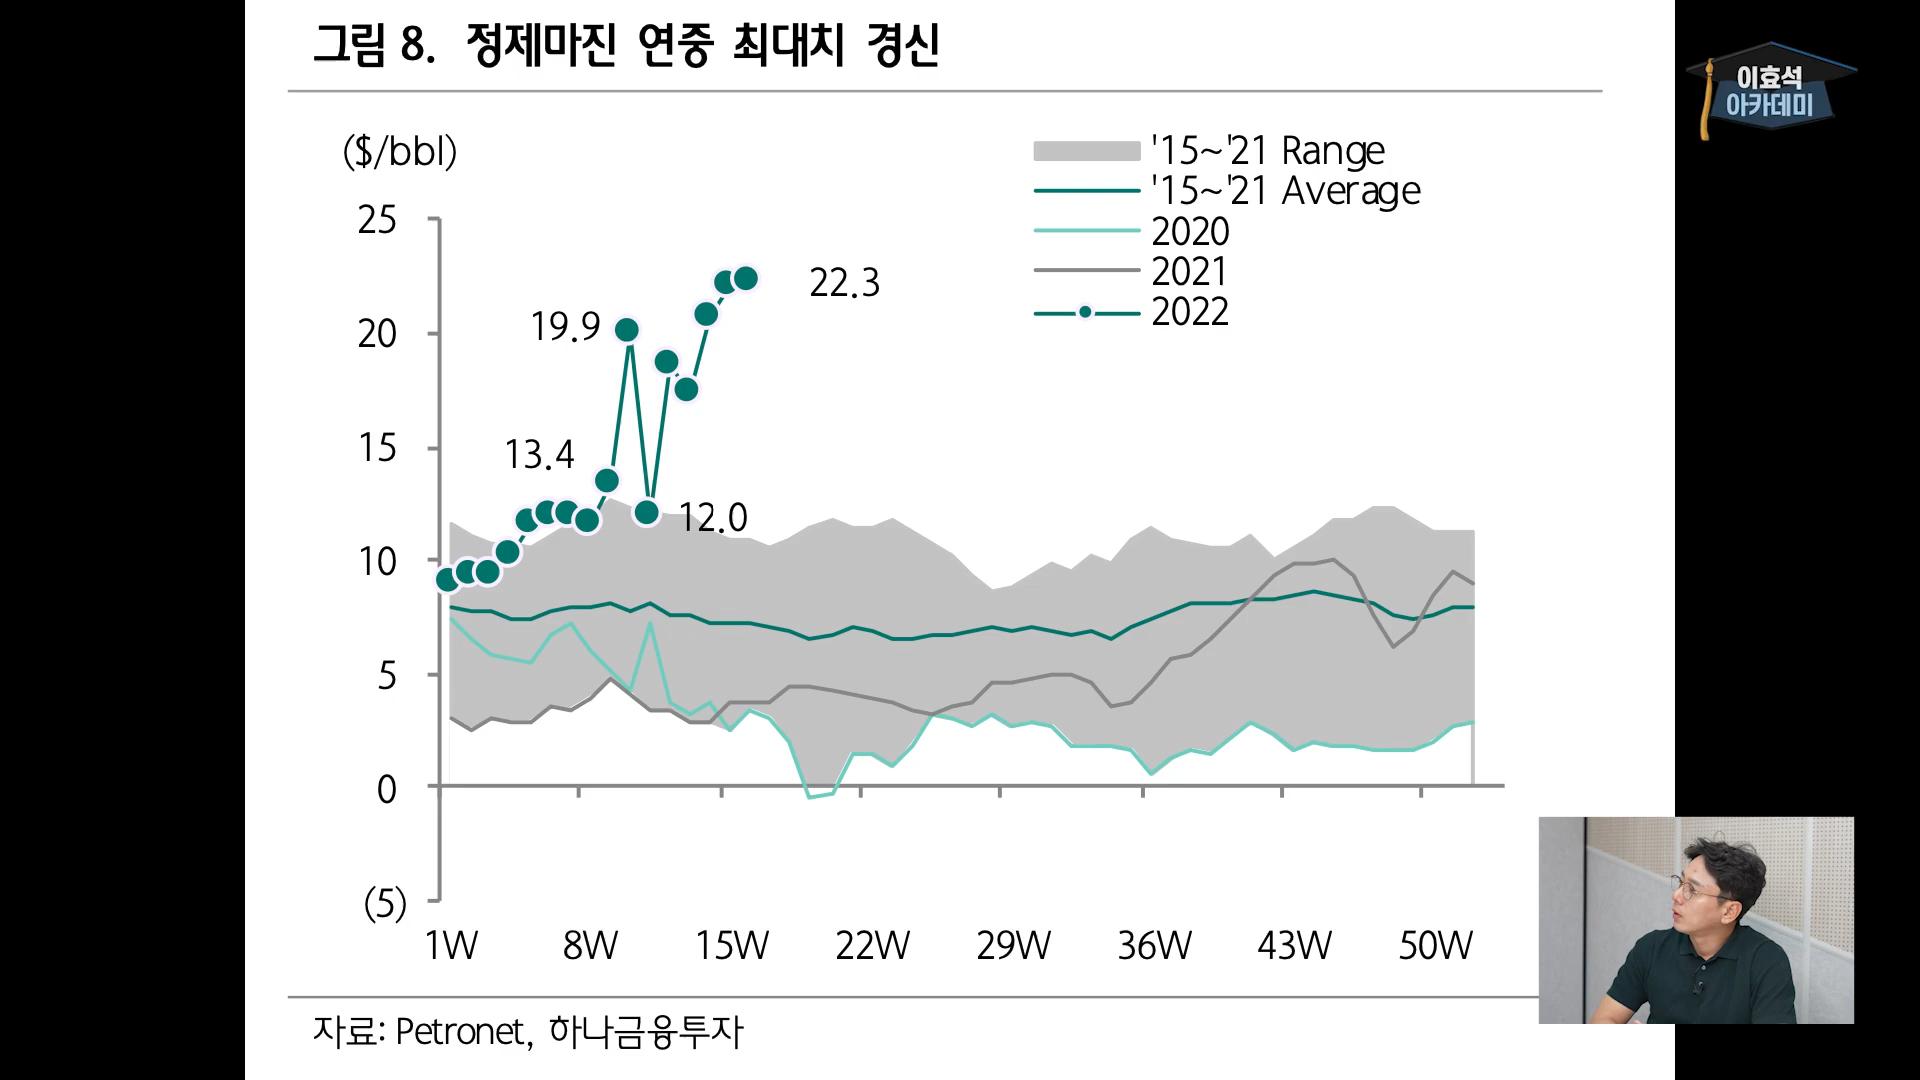 그림 8. 정제마진 연중 최대치 경신
이효석
아카데미
($/bbl)
'15~'21 Range
'15~'21 Average
2020
2021
2022
25
20
15
10
5
0
(5)
22.3
19.9
13.4
12.0
1W 8W 15W 22W 29W 36W 43W 50W
자료: Petronet, 하나금융투자